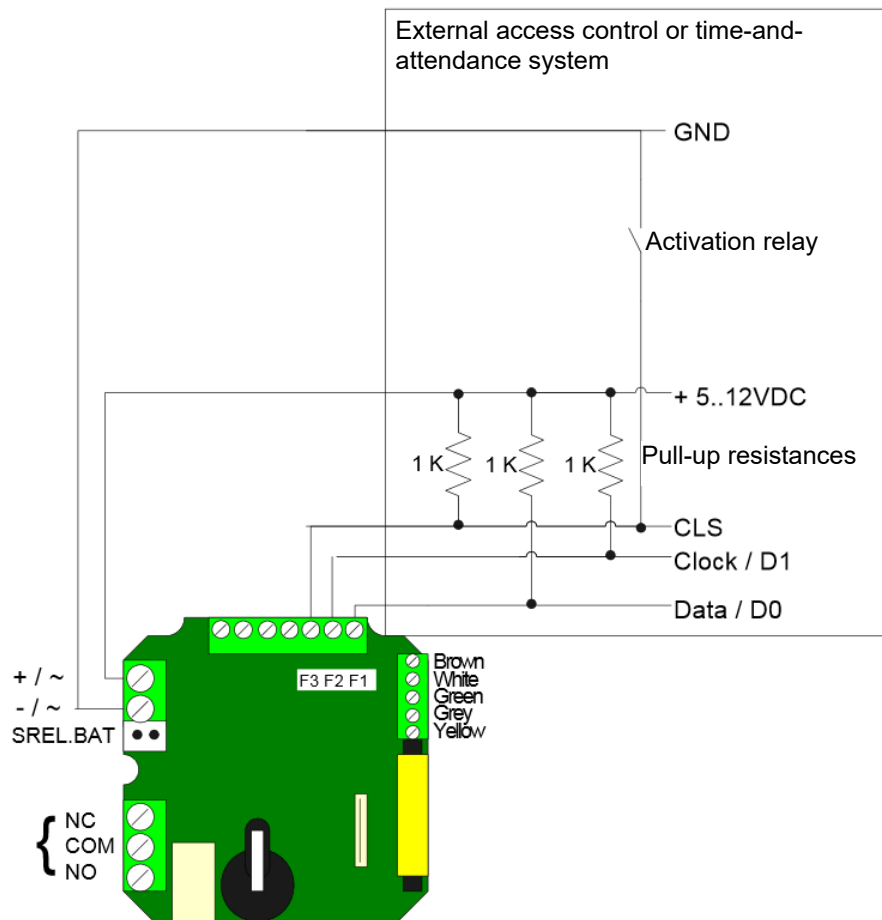 External access control or time-and-
attendance system
GND
Activation relay
+ 5..12VDC
1 K 1 K 1 K
Pull-up resistances
CLS
Clock / D1
Data / D0
F3 F2 F1
Brown
White
Green
Grey
Yellow
+ / ~
- / ~
SREL.BAT
NC
COM
NO